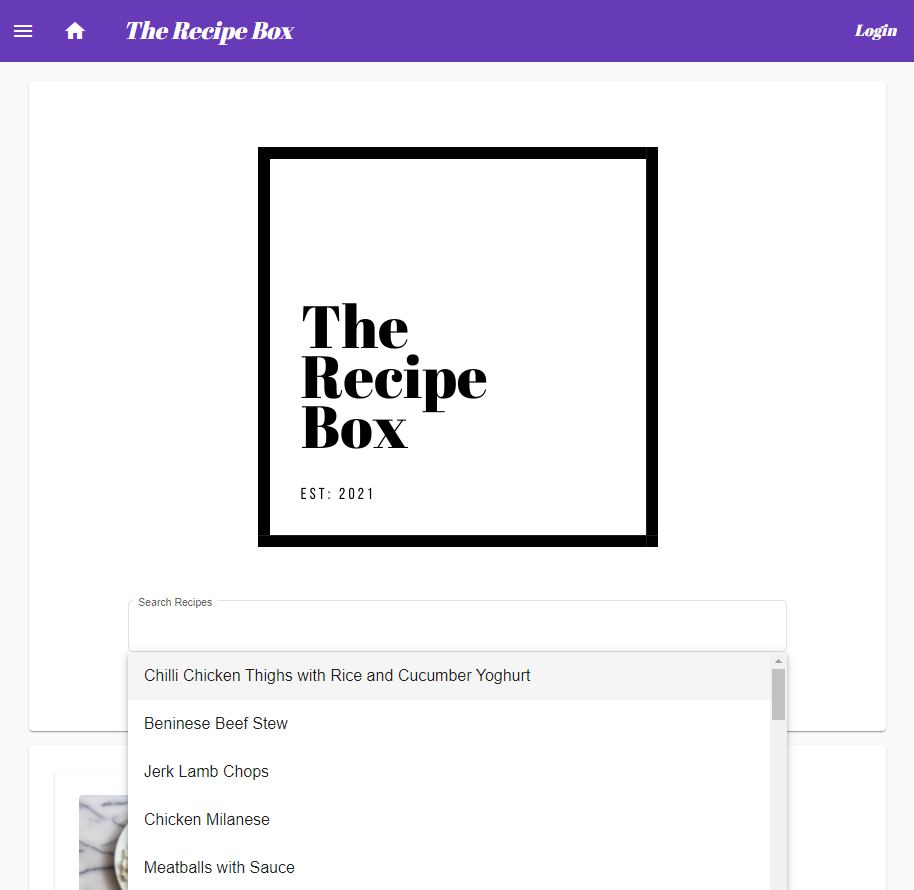 The Recipe Box
Login
The
Recipe
Box
EST: 2021
Search Recipes
Chilli Chicken Thighs with Rice and Cucumber Yoghurt
Beninese Beef Stew
Jerk Lamb Chops
Chicken Milanese
Meatballs with Sauce